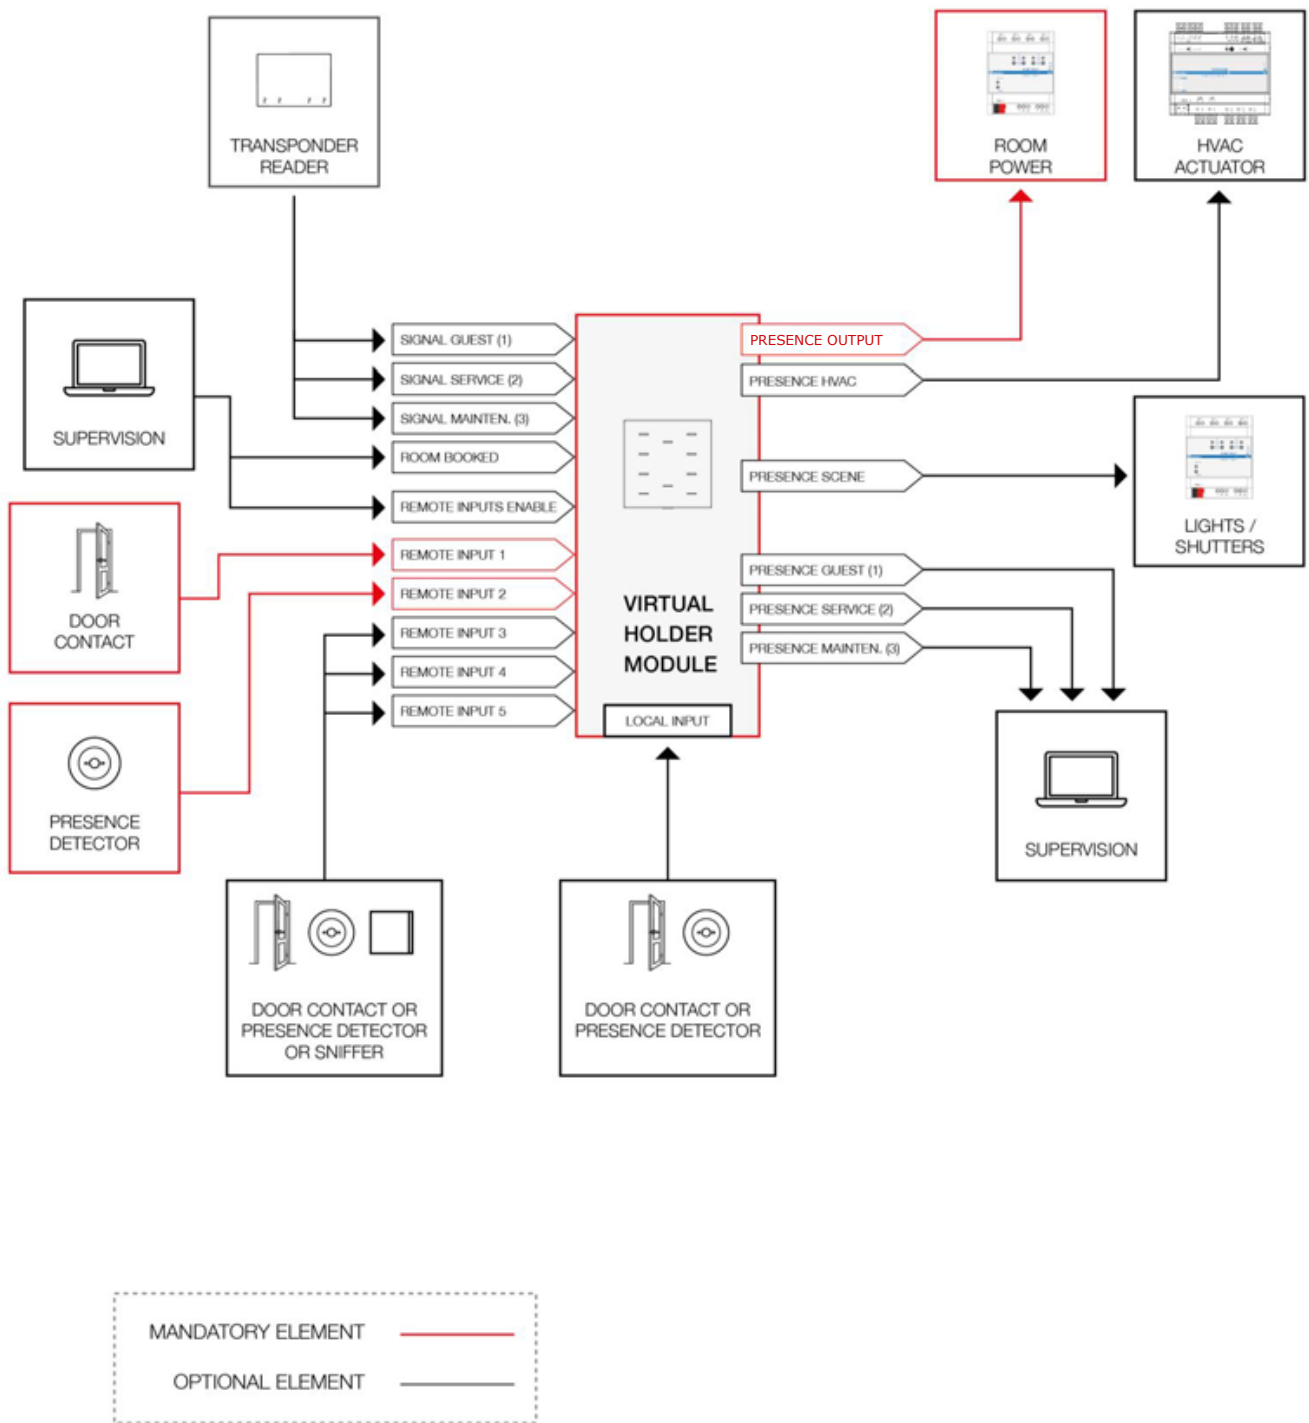 TRANSPONDER
READER
ROOM
POWER
HVAC
ACTUATOR
SUPERVISION
SIGNAL GUEST (1)
SIGNAL SERVICE (2)
SIGNAL MAINTEN. (3)
ROOM BOOKED
REMOTE INPUTS ENABLE
REMOTE INPUT 1
REMOTE INPUT 2
REMOTE INPUT 3
REMOTE INPUT 4
REMOTE INPUT 5
DOOR
CONTACT
PRESENCE
DETECTOR
VIRTUAL
HOLDER
MODULE
LOCAL INPUT
PRESENCE OUTPUT
PRESENCE HVAC
PRESENCE SCENE
PRESENCE GUEST (1)
PRESENCE SERVICE (2)
PRESENCE MAINTEN. (3)
LIGHTS /
SHUTTERS
SUPERVISION
DOOR CONTACT OR
PRESENCE DETECTOR
OR SNIFFER
DOOR CONTACT OR
PRESENCE DETECTOR
MANDATORY ELEMENT
OPTIONAL ELEMENT